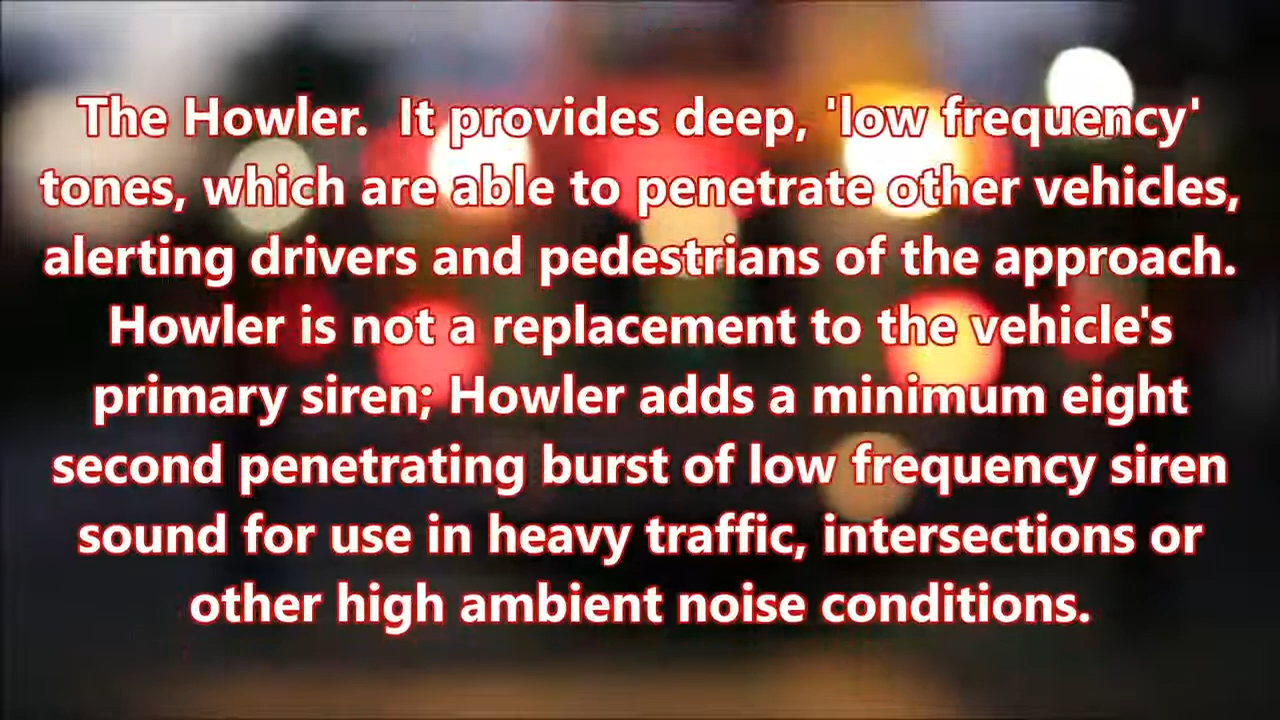 The Howler.  It provides deep, 'low frequency'
tones, which are able to penetrate other vehicles,
alerting drivers and pedestrians of the approach.
Howler is not a replacement to the vehicle's
primary siren; Howler adds a minimum eight
second penetrating burst of low frequency siren
sound for use in heavy traffic, intersections or
other high ambient noise conditions.